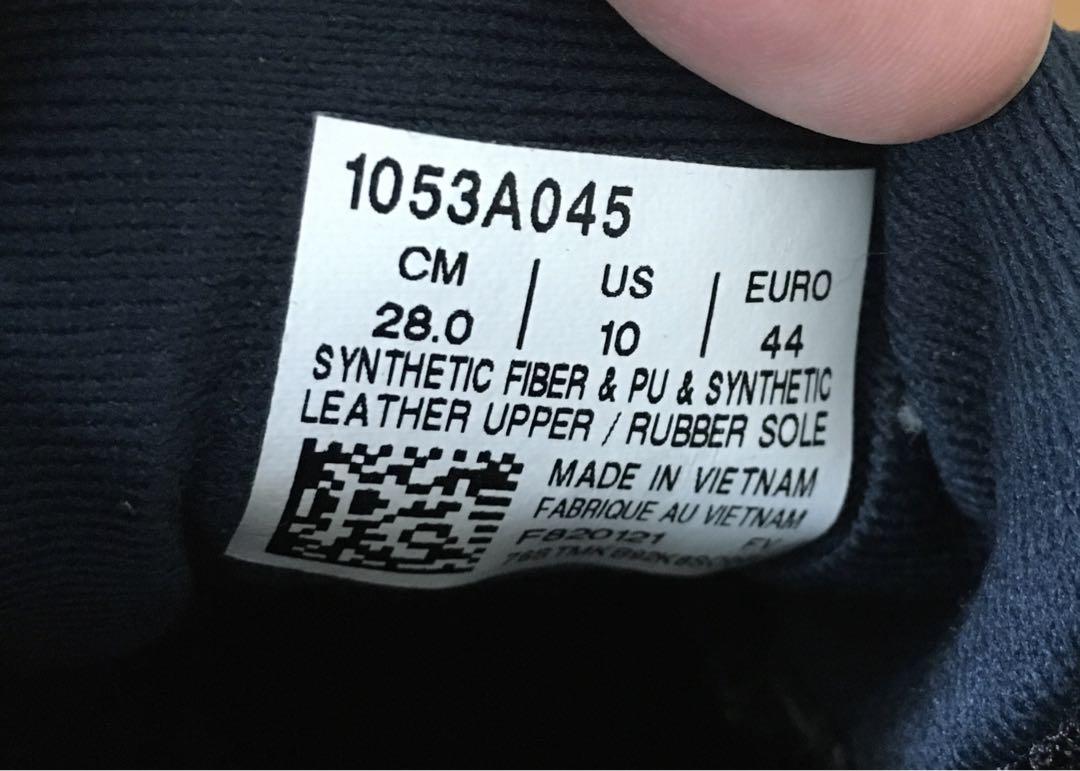 1053A045
CM | US | EURO
28.0 | 10 | 44
SYNTHETIC FIBER & PU & SYNTHETIC
LEATHER UPPER / RUBBER SOLE
MADE IN VIETNAM
FABRIQUE AU VIETNAM
F820121